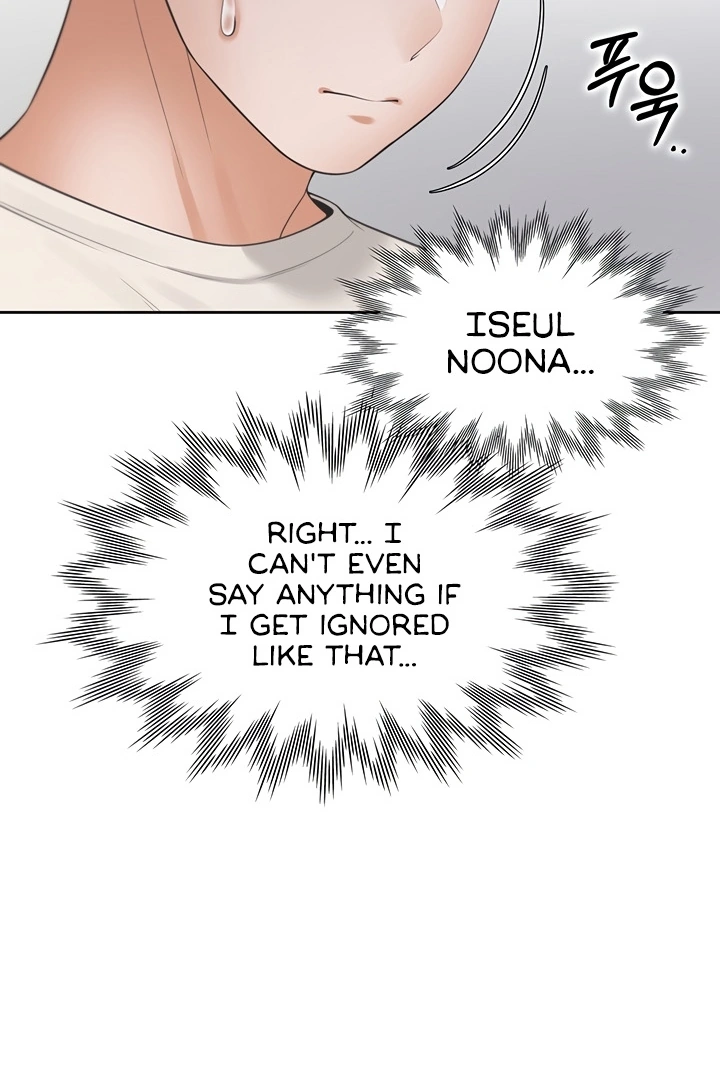 푸욱..
ISEUL
NOONA...
RIGHT... I
CAN'T EVEN
SAY ANYTHING IF
I GET IGNORED
LIKE THAT...